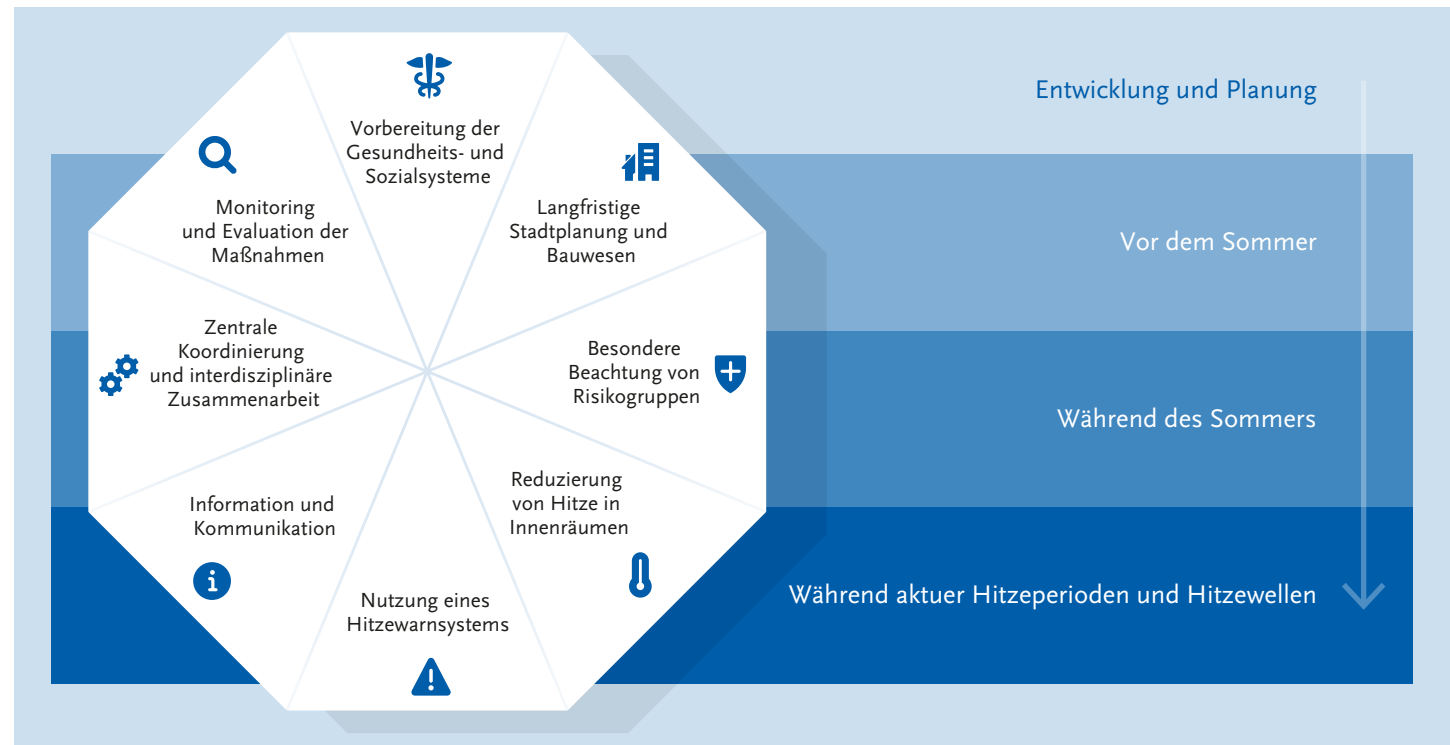 Vorbereitung der
Gesundheits- und
Sozialsysteme
Langfristige
Stadtplanung und
Bauwesen
Besondere
Beachtung von
Risikogruppen
Reduzierung
von Hitze in
Innenräumen
Nutzung eines
Hitzewarnsystems
Information und
Kommunikation
Zentrale
Koordinierung
und interdisziplinäre
Zusammenarbeit
Monitoring
und Evaluation der
Maßnahmen
Entwicklung und Planung
Vor dem Sommer
Während des Sommers
Während aktuer Hitzeperioden und Hitzewellen